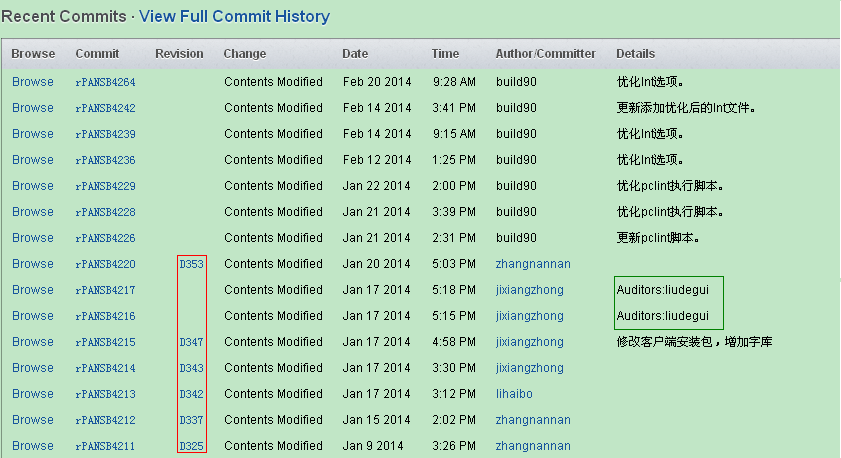 Recent Commits · View Full Commit History
Browse Commit Revision Change Date Time Author/Committer Details
Browse rPANSB4264 Contents Modified Feb 20 2014 9:28 AM build90 优化lnt选项。
Browse rPANSB4242 Contents Modified Feb 14 2014 3:41 PM build90 更新添加优化后的lnt文件。
Browse rPANSB4239 Contents Modified Feb 14 2014 9:15 AM build90 优化lnt选项。
Browse rPANSB4236 Contents Modified Feb 12 2014 1:25 PM build90 优化lnt选项。
Browse rPANSB4229 Contents Modified Jan 22 2014 2:00 PM build90 优化pclint执行脚本。
Browse rPANSB4228 Contents Modified Jan 21 2014 3:39 PM build90 优化pclint执行脚本。
Browse rPANSB4226 Contents Modified Jan 21 2014 2:31 PM build90 更新pclint脚本。
Browse rPANSB4220 D353 Contents Modified Jan 20 2014 5:03 PM zhangnannan
Browse rPANSB4217 Contents Modified Jan 17 2014 5:18 PM jixiangzhong Auditors:liudegui
Browse rPANSB4216 Contents Modified Jan 17 2014 5:15 PM jixiangzhong Auditors:liudegui
Browse rPANSB4215 D347 Contents Modified Jan 17 2014 4:58 PM jixiangzhong 修改客户端安装包，增加字库
Browse rPANSB4214 D343 Contents Modified Jan 17 2014 3:30 PM jixiangzhong
Browse rPANSB4213 D342 Contents Modified Jan 17 2014 3:12 PM lihaibo
Browse rPANSB4212 D337 Contents Modified Jan 15 2014 2:02 PM zhangnannan
Browse rPANSB4211 D325 Contents Modified Jan 9 2014 3:26 PM zhangnannan